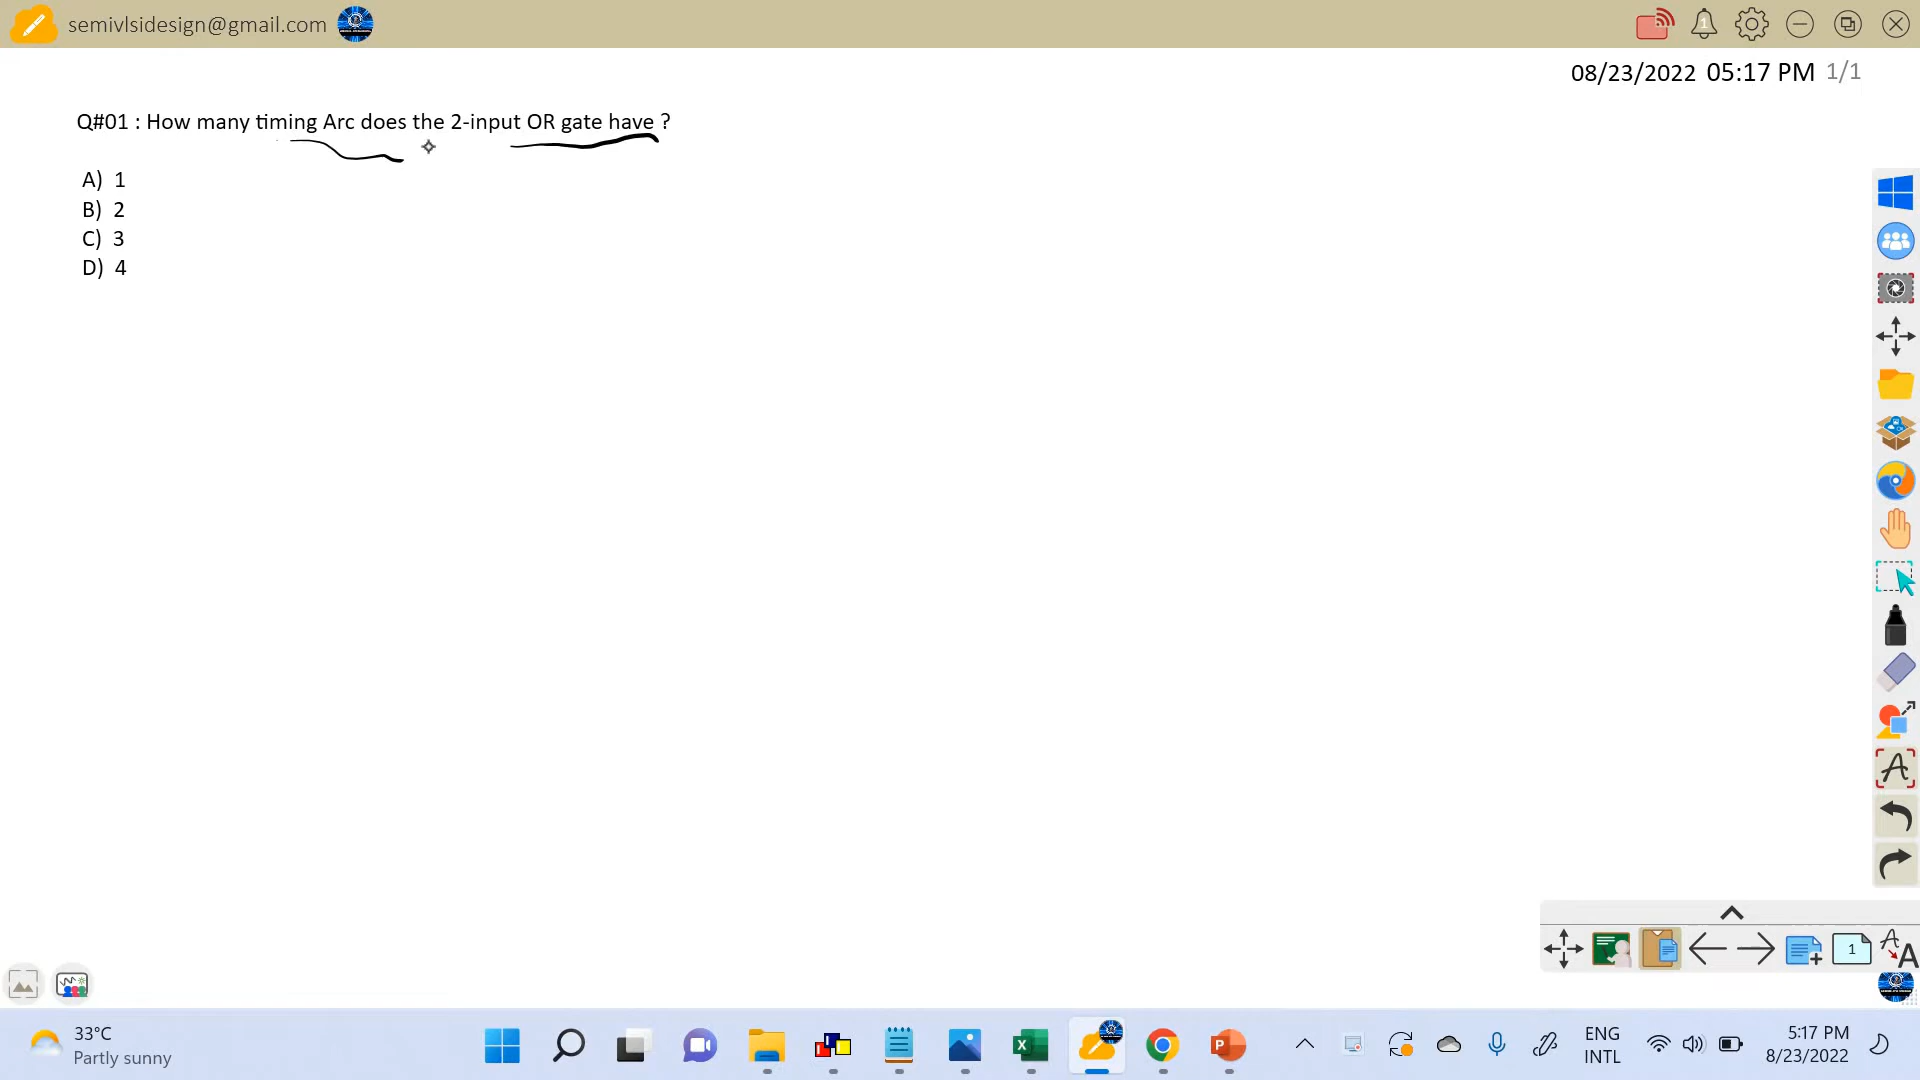 semivlsidesign@gmail.com
08/23/2022 05:17 PM 1/1
Q#01 : How many timing Arc does the 2-input OR gate have ?
A) 1
B) 2
C) 3
D) 4
1
33°C
Partly sunny
ENG
INTL
5:17 PM
8/23/2022